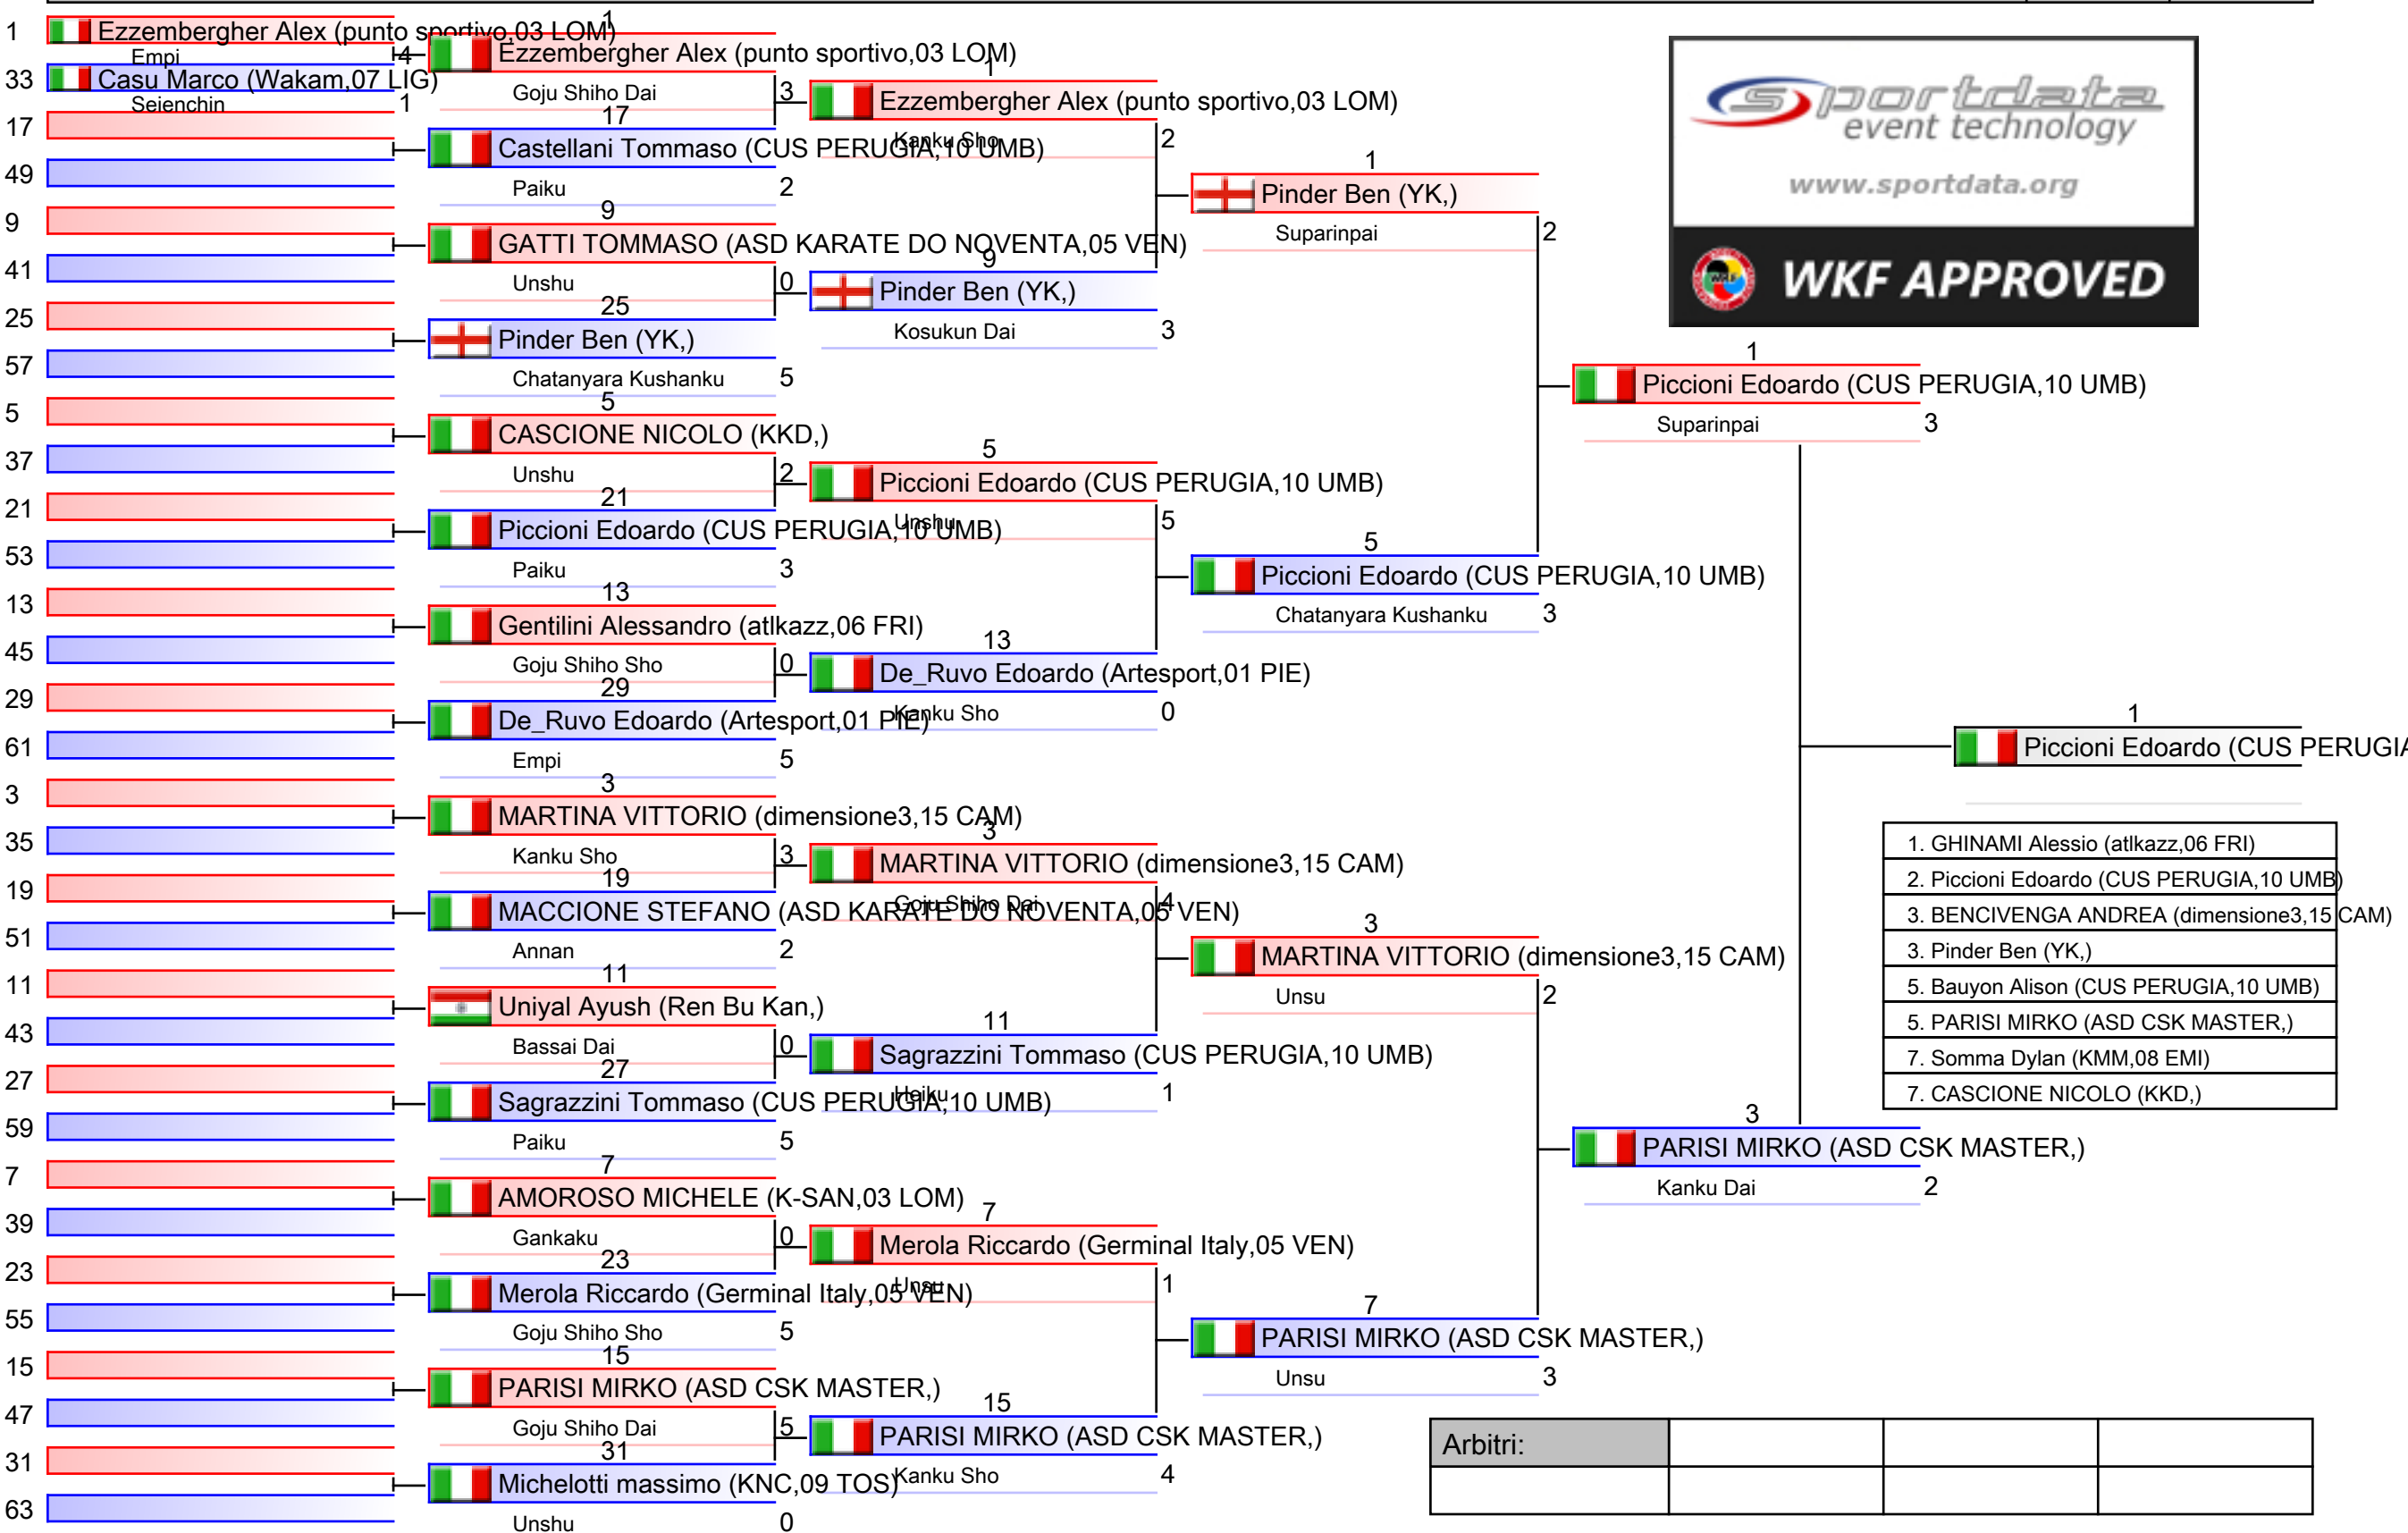 1
Ezzembergher Alex (punto sportivo,03 LOM)
Empi
4
33
Casu Marco (Wakam,07 LIG)
Seienchin
1
17
49
9
41
25
57
5
37
21
53
13
45
29
61
3
35
19
51
11
43
27
59
7
39
23
55
15
47
31
63
1
Ezzembergher Alex (punto sportivo,03 LOM)
Goju Shiho Dai
3
17
Castellani Tommaso (CUS PERUGIA,10 UMB)
Paiku
2
9
GATTI TOMMASO (ASD KARATE DO NOVENTA,05 VEN)
Unshu
0
25
Pinder Ben (YK,)
Chatanyara Kushanku
5
5
CASCIONE NICOLO (KKD,)
Unshu
2
21
Piccioni Edoardo (CUS PERUGIA,10 UMB)
Paiku
3
13
Gentilini Alessandro (atlkazz,06 FRI)
Goju Shiho Sho
0
29
De_Ruvo Edoardo (Artesport,01 PIE)
Empi
5
3
MARTINA VITTORIO (dimensione3,15 CAM)
Kanku Sho
3
19
MACCIONE STEFANO (ASD KARATE DO NOVENTA,05 VEN)
Annan
2
11
Uniyal Ayush (Ren Bu Kan,)
Bassai Dai
0
27
Sagrazzini Tommaso (CUS PERUGIA,10 UMB)
Paiku
5
7
AMOROSO MICHELE (K-SAN,03 LOM)
Gankaku
0
23
Merola Riccardo (Germinal Italy,05 VEN)
Goju Shiho Sho
5
15
PARISI MIRKO (ASD CSK MASTER,)
Goju Shiho Dai
5
31
Michelotti massimo (KNC,09 TOS)
Unshu
0
1
Ezzembergher Alex (punto sportivo,03 LOM)
Kanku Sho
2
9
Pinder Ben (YK,)
Kosukun Dai
3
5
Piccioni Edoardo (CUS PERUGIA,10 UMB)
Unshu
5
13
De_Ruvo Edoardo (Artesport,01 PIE)
Kanku Sho
0
3
MARTINA VITTORIO (dimensione3,15 CAM)
Goju Shiho Dai
4
11
Sagrazzini Tommaso (CUS PERUGIA,10 UMB)
Heiku
1
7
Merola Riccardo (Germinal Italy,05 VEN)
Unsu
1
15
PARISI MIRKO (ASD CSK MASTER,)
Kanku Sho
4
1
Pinder Ben (YK,)
Suparinpai
2
5
Piccioni Edoardo (CUS PERUGIA,10 UMB)
Chatanyara Kushanku
3
3
MARTINA VITTORIO (dimensione3,15 CAM)
Unsu
2
7
PARISI MIRKO (ASD CSK MASTER,)
Unsu
3
sportdata
event technology
www.sportdata.org
WKF
WKF APPROVED
1
Piccioni Edoardo (CUS PERUGIA,10 UMB)
Suparinpai
3
3
PARISI MIRKO (ASD CSK MASTER,)
Kanku Dai
2
1
Piccioni Edoardo (CUS PERUGIA
1. GHINAMI Alessio (atlkazz,06 FRI)
2. Piccioni Edoardo (CUS PERUGIA,10 UMB)
3. BENCIVENGA ANDREA (dimensione3,15 CAM)
3. Pinder Ben (YK,)
5. Bauyon Alison (CUS PERUGIA,10 UMB)
5. PARISI MIRKO (ASD CSK MASTER,)
7. Somma Dylan (KMM,08 EMI)
7. CASCIONE NICOLO (KKD,)
Arbitri: